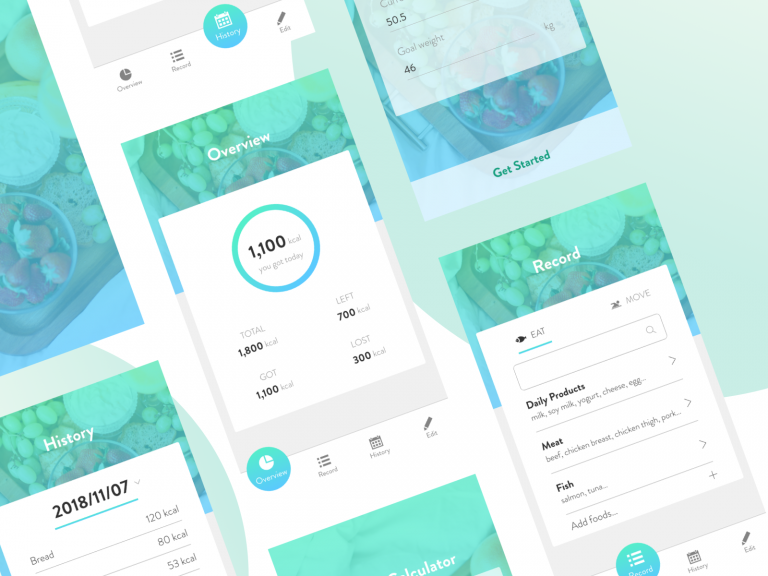 History
Edit
Record
Overview
50.5
Goal weight
kg
46
Get Started
Overview
1,100 kcal
you got today
LEFT
700 kcal
TOTAL
1,800 kcal
LOST
300 kcal
GOT
1,100 kcal
Overview
Record
History
Edit
Record
EAT
MOVE
Daily Products
milk, soy milk, yogurt, cheese, egg...
Meat
beef, chicken breast, chicken thigh, pork...
Fish
salmon, tuna...
Add foods...
Record
History
Edit
History
2018/11/07
Bread
120 kcal
80 kcal
53 kcal
Calculator